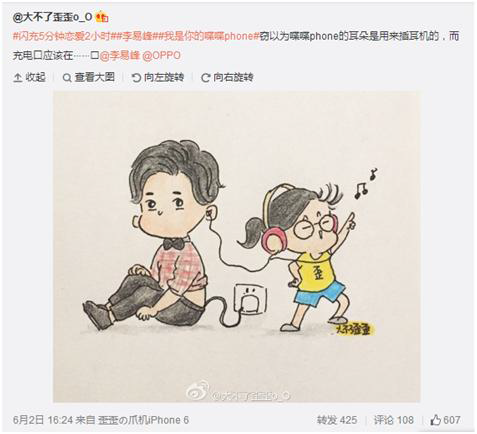 @大不了歪歪o_O
#闪充5分钟恋爱2小时##李易峰##我是你的喋喋phone#窃以为喋喋phone的耳朵是用来插耳机的，而
充电口应该在……□@李易峰 @OPPO
收起 查看大图 向左旋转 向右旋转
歪
大不了歪歪
@大不了歪歪o_O
6月2日 16:24 来自 歪歪の爪机iPhone 6 转发 425 评论 108 607